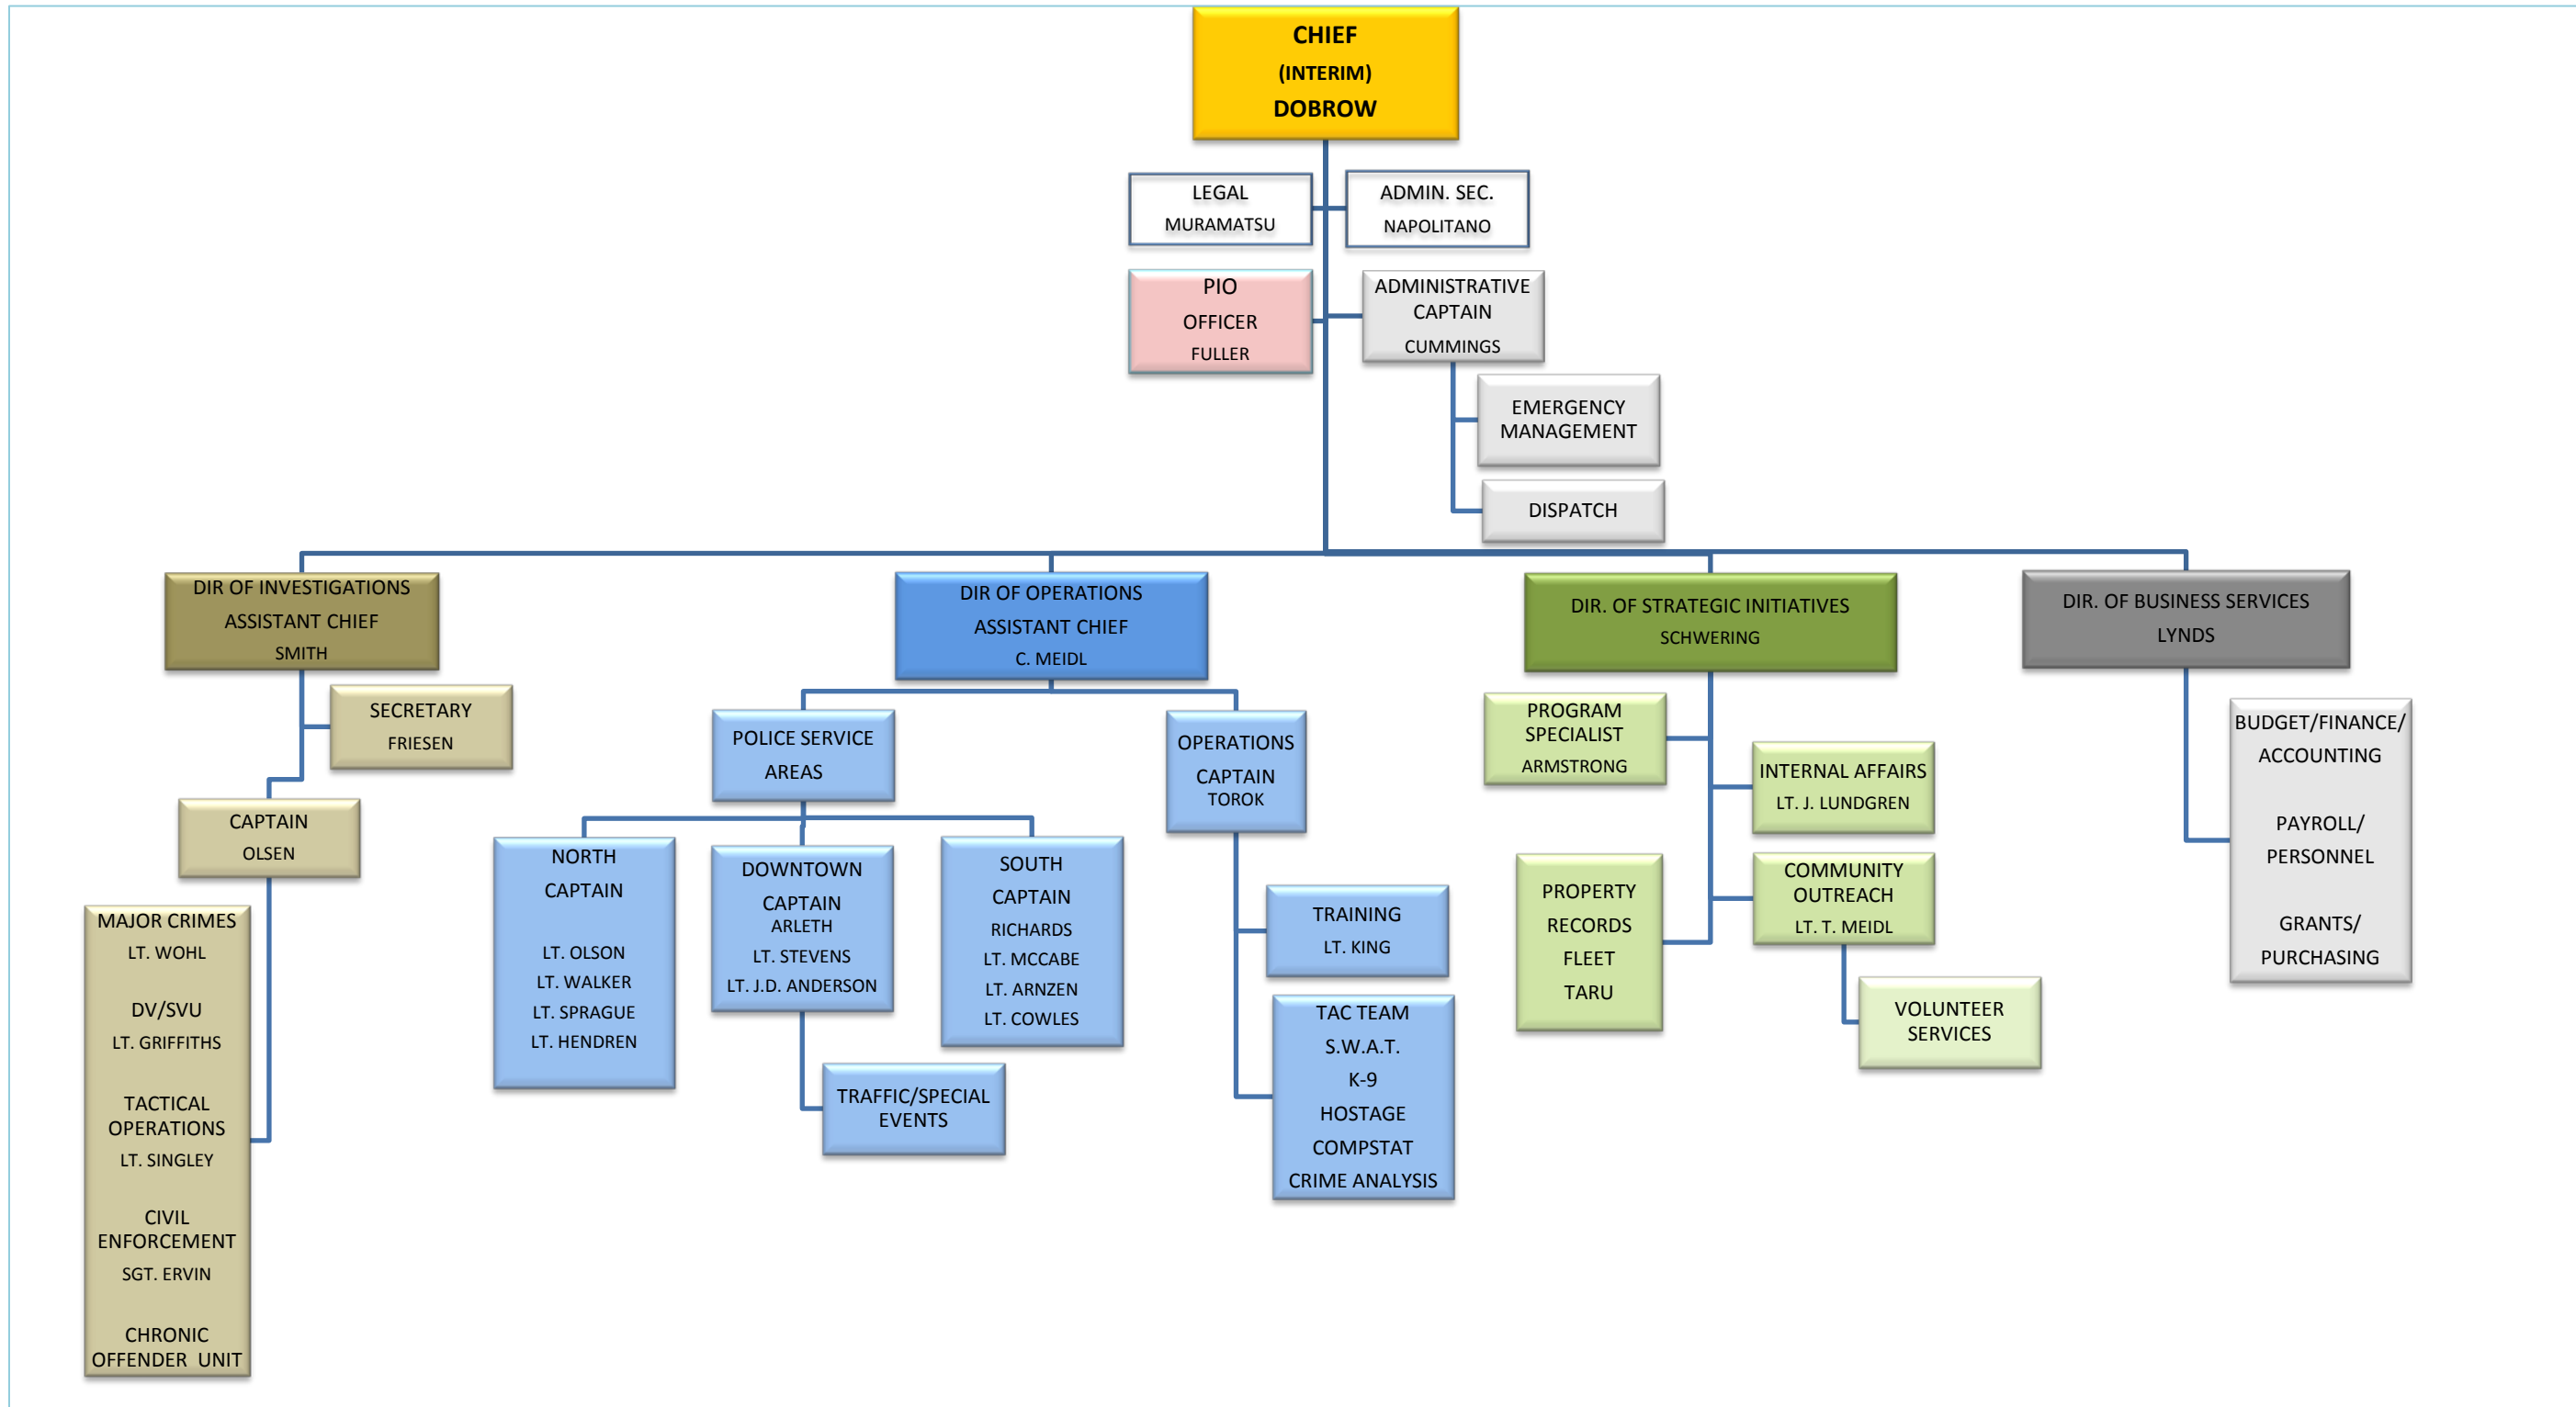 CHIEF
(INTERIM)
DOBROW
LEGAL
MURAMATSU
ADMIN. SEC.
NAPOLITANO
PIO
OFFICER
FULLER
ADMINISTRATIVE
CAPTAIN
CUMMINGS
EMERGENCY
MANAGEMENT
DISPATCH
DIR OF INVESTIGATIONS
ASSISTANT CHIEF
SMITH
SECRETARY
FRIESEN
CAPTAIN
OLSEN
MAJOR CRIMES
LT. WOHL
DV/SVU
LT. GRIFFITHS
TACTICAL
OPERATIONS
LT. SINGLEY
CIVIL
ENFORCEMENT
SGT. ERVIN
CHRONIC
OFFENDER UNIT
DIR OF OPERATIONS
ASSISTANT CHIEF
C. MEIDL
POLICE SERVICE
AREAS
NORTH
CAPTAIN
LT. OLSON
LT. WALKER
LT. SPRAGUE
LT. HENDREN
DOWNTOWN
CAPTAIN
ARLETH
LT. STEVENS
LT. J.D. ANDERSON
TRAFFIC/SPECIAL
EVENTS
SOUTH
CAPTAIN
RICHARDS
LT. MCCABE
LT. ARNZEN
LT. COWLES
OPERATIONS
CAPTAIN
TOROK
TRAINING
LT. KING
TAC TEAM
S.W.A.T.
K-9
HOSTAGE
COMPSTAT
CRIME ANALYSIS
DIR. OF STRATEGIC INITIATIVES
SCHWERING
PROGRAM
SPECIALIST
ARMSTRONG
INTERNAL AFFAIRS
LT. J. LUNDGREN
PROPERTY
RECORDS
FLEET
TARU
COMMUNITY
OUTREACH
LT. T. MEIDL
VOLUNTEER
SERVICES
DIR. OF BUSINESS SERVICES
LYNDS
BUDGET/FINANCE/
ACCOUNTING
PAYROLL/
PERSONNEL
GRANTS/
PURCHASING